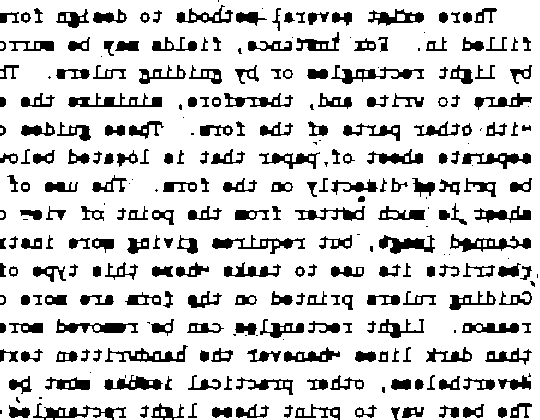 There exist several methods to design for
filled in. For instance, fields may be surro
by light rectangles or by guiding rulers. Th
where to write and, therefore, minimize the
with other parts of the form. These guides
separate sheet of paper that is located below
be printed directly on the form. The use of
sheet is much better from the point of view o
scanned image, but requires giving more instr
restricts its use to tasks where this type of
Guiding rulers printed on the form are more c
reason. Light rectangles can be removed more
than dark lines whenever the handwritten text
Nevertheless, other practical issues must be
The best way to print these light rectangles